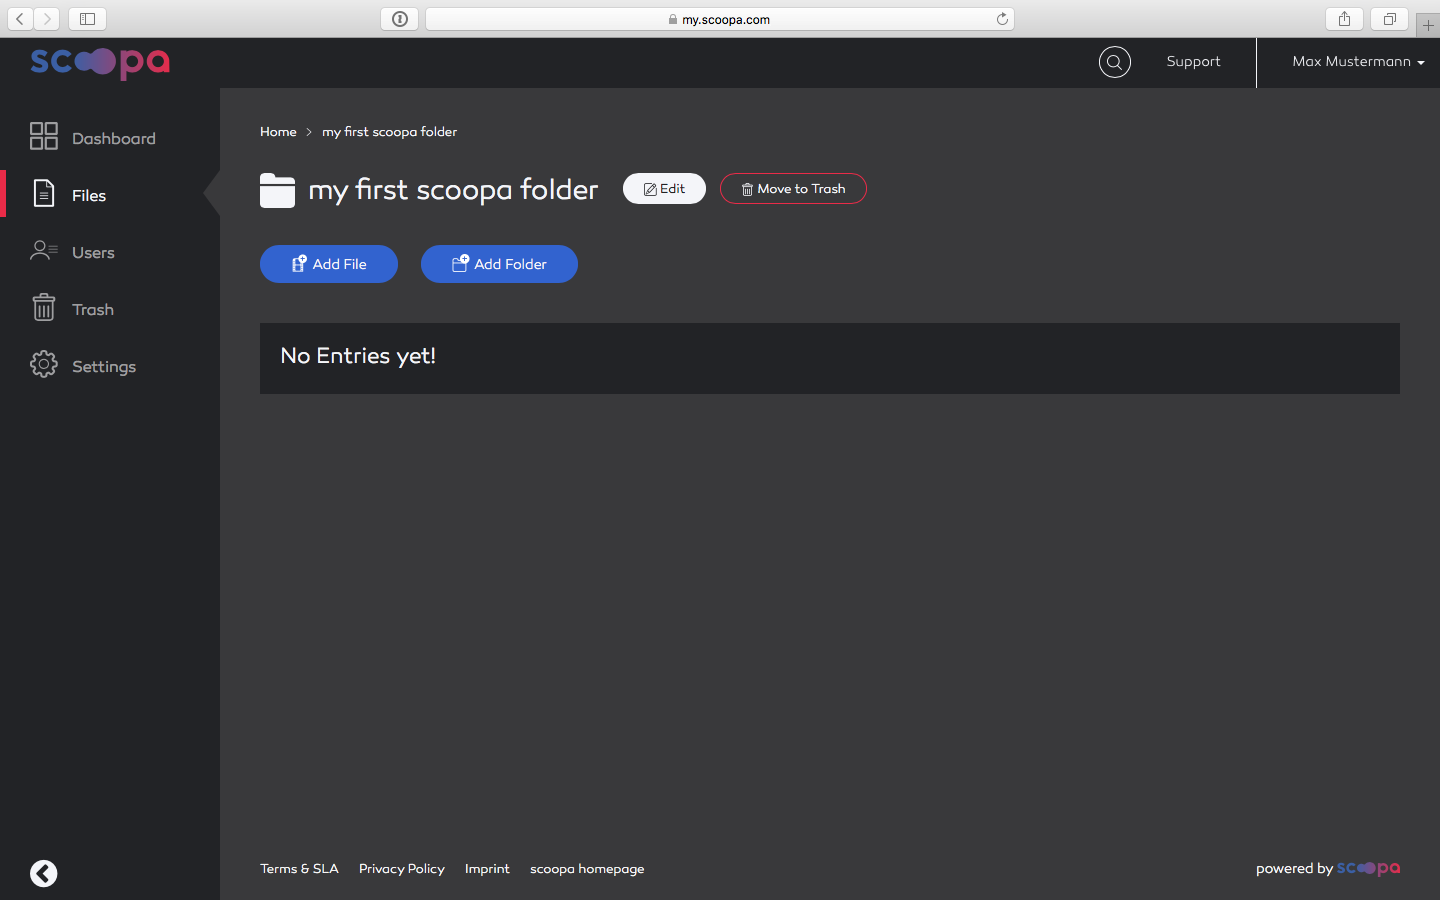 my.scoopa.com
scoopa
Support
Max Mustermann
Dashboard
Files
Users
Trash
Settings
Home > my first scoopa folder
my first scoopa folder
Edit
Move to Trash
Add File
Add Folder
No Entries yet!
Terms & SLA
Privacy Policy
Imprint
scoopa homepage
powered by scoopa